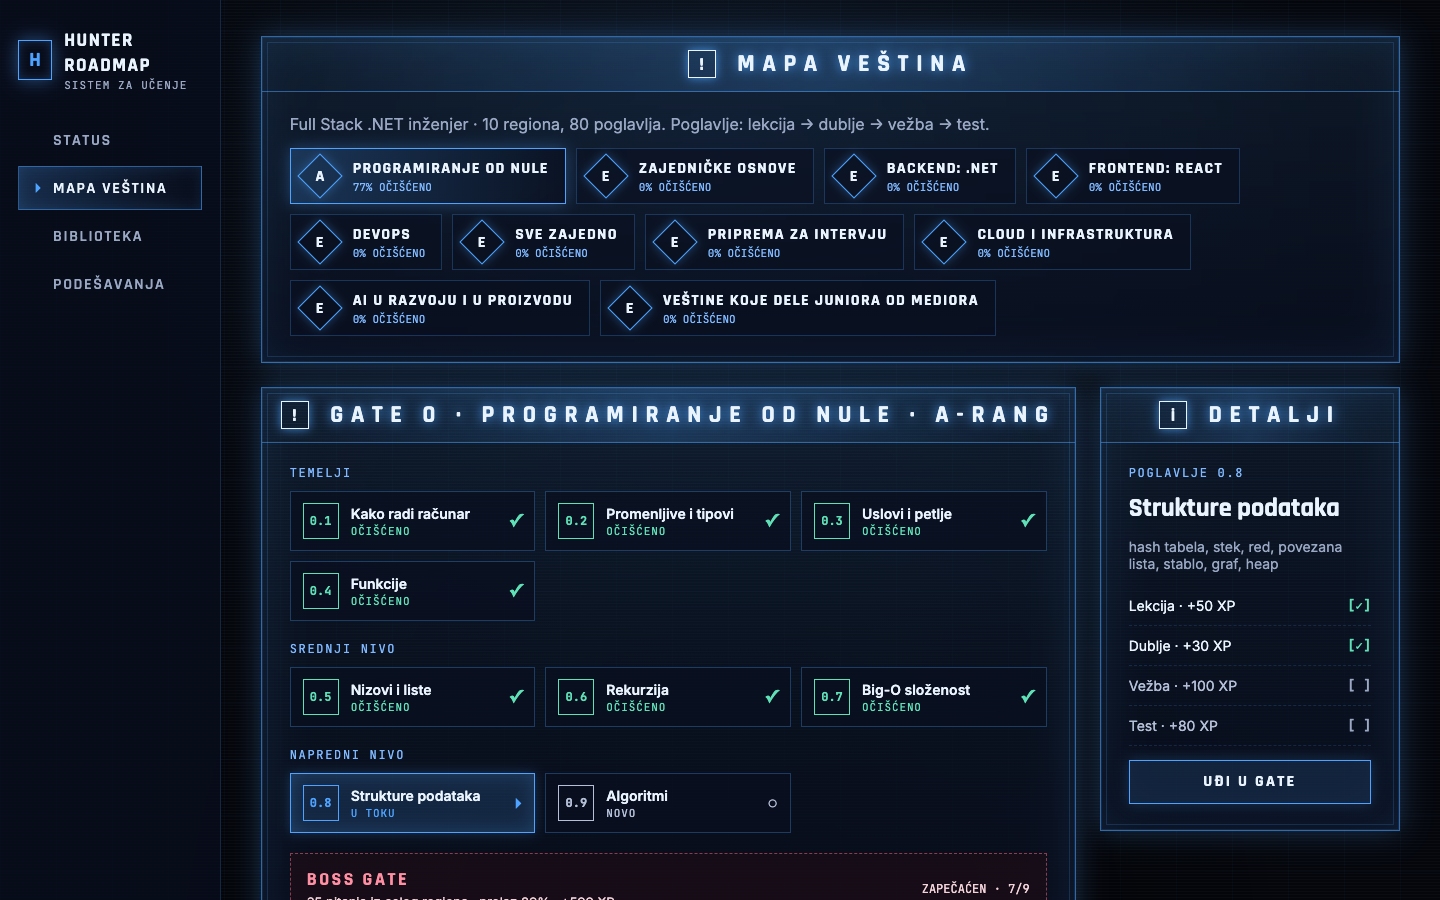 H
HUNTER
ROADMAP
SISTEM ZA UČENJE
STATUS
MAPA VEŠTINA
BIBLIOTEKA
PODEŠAVANJA
! MAPA VEŠTINA
Full Stack .NET inženjer · 10 regiona, 80 poglavlja. Poglavlje: lekcija → dublje → vežba → test.
A PROGRAMIRANJE OD NULE
77% OČIŠĆENO
E ZAJEDNIČKE OSNOVE
0% OČIŠĆENO
E BACKEND: .NET
0% OČIŠĆENO
E FRONTEND: REACT
0% OČIŠĆENO
E DEVOPS
0% OČIŠĆENO
E SVE ZAJEDNO
0% OČIŠĆENO
E PRIPREMA ZA INTERVJU
0% OČIŠĆENO
E CLOUD I INFRASTRUKTURA
0% OČIŠĆENO
E AI U RAZVOJU I U PROIZVODU
0% OČIŠĆENO
E VEŠTINE KOJE DELE JUNIORA OD MEDIORA
0% OČIŠĆENO
! GATE 0 · PROGRAMIRANJE OD NULE · A-RANG
TEMELJI
0.1 Kako radi računar ✓
OČIŠĆENO
0.2 Promenljive i tipovi ✓
OČIŠĆENO
0.3 Uslovi i petlje ✓
OČIŠĆENO
0.4 Funkcije ✓
OČIŠĆENO
SREDNJI NIVO
0.5 Nizovi i liste ✓
OČIŠĆENO
0.6 Rekurzija ✓
OČIŠĆENO
0.7 Big-O složenost ✓
OČIŠĆENO
NAPREDNI NIVO
0.8 Strukture podataka
U TOKU
0.9 Algoritmi
NOVO
BOSS GATE
ZAPEČAĆEN · 7/9
i DETALJI
POGLAVLJE 0.8
Strukture podataka
hash tabela, stek, red, povezana
lista, stablo, graf, heap
Lekcija · +50 XP [✓]
Dublje · +30 XP [✓]
Vežba · +100 XP [ ]
Test · +80 XP [ ]
UĐI U GATE